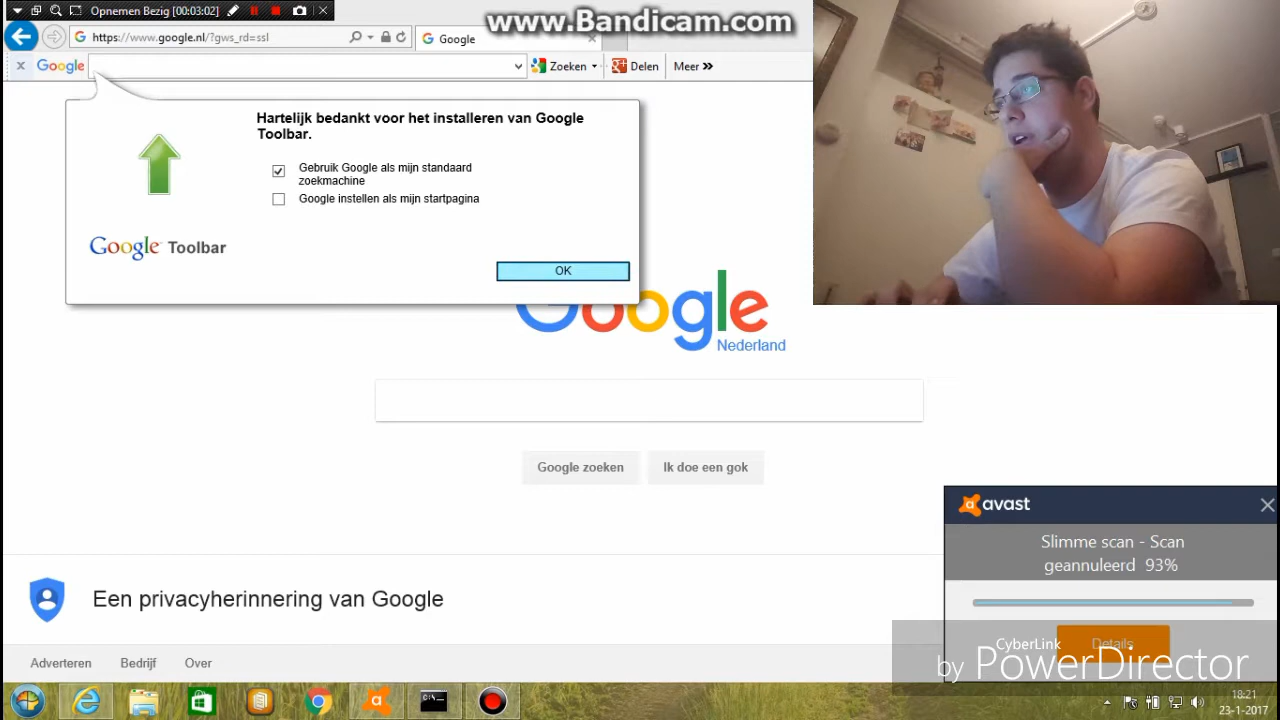 Opnemen Bezig [00:03:02]
www.Bandicam.com
https://www.google.nl/?gws_rd=ssl
Google
Google
Zoeken
Delen
Meer »
Hartelijk bedankt voor het installeren van Google
Toolbar.
Gebruik Google als mijn standaard
zoekmachine
Google instellen als mijn startpagina
Google™ Toolbar
OK
Google
Nederland
Google zoeken
Ik doe een gok
avast
Slimme scan - Scan
geannuleerd 93%
Details
Een privacyherinnering van Google
CyberLink
by PowerDirector
Adverteren
Bedrijf
Over
18:21
23-1-2017